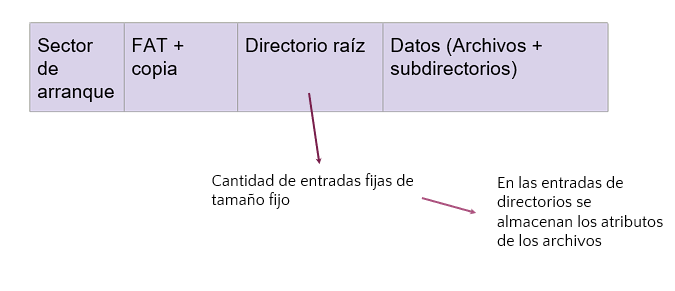 Sector
de
arranque
FAT +
copia
Directorio raíz
Datos (Archivos +
subdirectorios)
Cantidad de entradas fijas de
tamaño fijo
En las entradas de
directorios se
almacenan los atributos
de los archivos